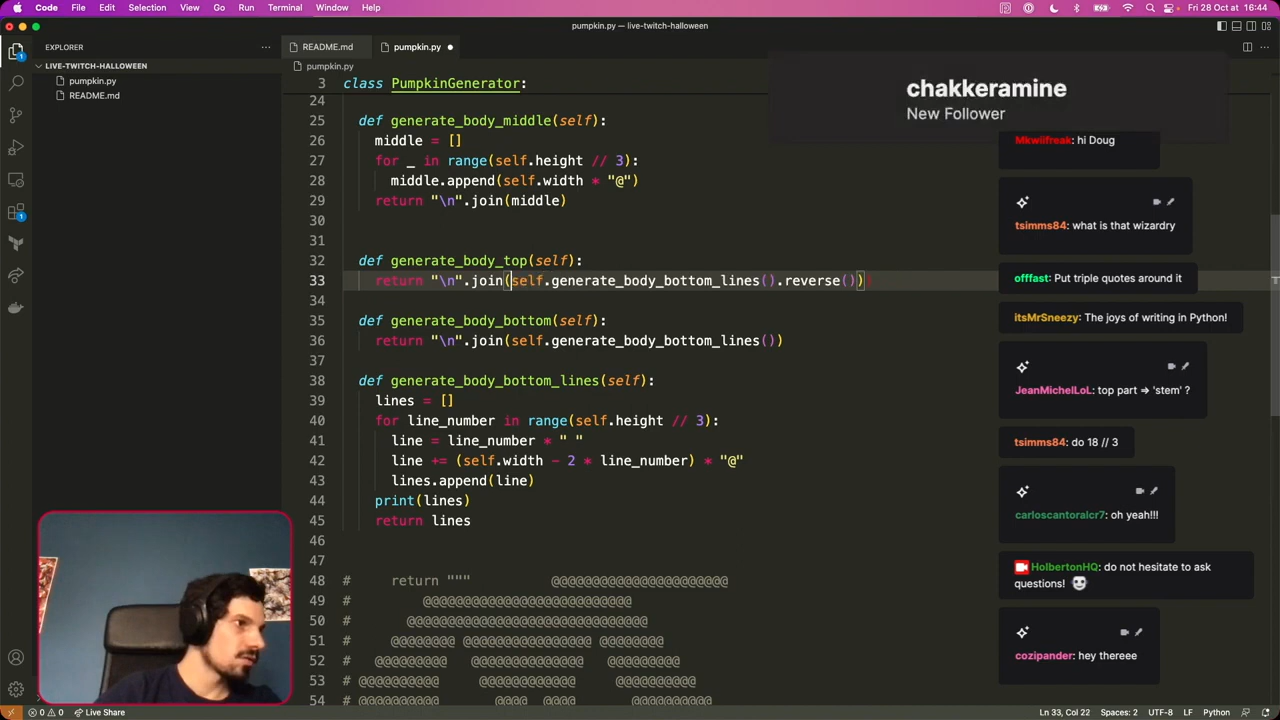 Code
File
Edit
Selection
View
Go
Run
Terminal
Window
Help
Fri 28 Oct 16:44
pumpkin.py — live-twitch-halloween
EXPLORER
LIVE-TWITCH-HALLOWEEN
pumpkin.py
README.md
README.md
pumpkin.py
pumpkin.py
3 class PumpkinGenerator:
24
25 def generate_body_middle(self):
26 middle = []
27 for _ in range(self.height // 3):
28 middle.append(self.width * "@")
29 return "\n".join(middle)
30
31
32 def generate_body_top(self):
33 return "\n".join(self.generate_body_bottom_lines().reverse())
34
35 def generate_body_bottom(self):
36 return "\n".join(self.generate_body_bottom_lines())
37
38 def generate_body_bottom_lines(self):
39 lines = []
40 for line_number in range(self.height // 3):
41 line = line_number * " "
42 line += (self.width - 2 * line_number) * "@"
43 lines.append(line)
44 print(lines)
45 return lines
46
47
48 # return """ @@@@@@@@@@@@@@@@@@@@@@
49 # @@@@@@@@@@@@@@@@@@@@@@@@@@
50 # @@@@@@@@@@@@@@@@@@@@@@@@@@@@@@
51 # @@@@@@@@ @@@@@@@@@@@@@@@@ @@@@@@@@
52 # @@@@@@@@@ @@@@@@@@@@@@@@ @@@@@@@@@
53 # @@@@@@@@@@ @@@@@@@@@@@@ @@@@@@@@@@
54 # @@@@@@@@@@ @@@@ @@@@ @@@@@@@@@@
chakkeramine
New Follower
Mkwiifreak: hi Doug
tsimms84: what is that wizardry
offfast: Put triple quotes around it
itsMrSneezy: The joys of writing in Python!
JeanMichelLoL: top part => 'stem' ?
tsimms84: do 18 // 3
carloscantoralcr7: oh yeah!!!
HolbertonHQ: do not hesitate to ask
questions!
cozipander: hey thereee
1
1
0
0
Live Share
Ln 33, Col 22
Spaces: 2
UTF-8
LF
Python